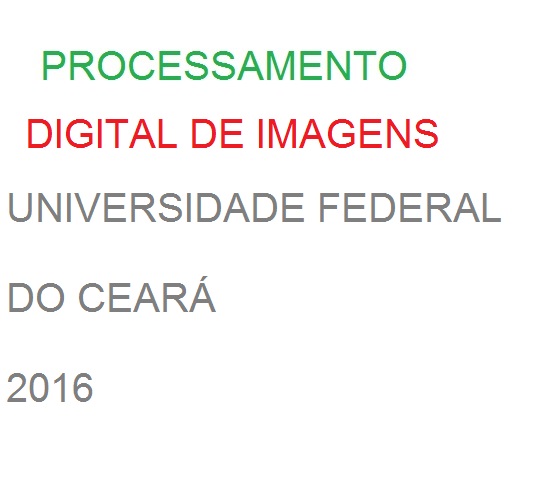 PROCESSAMENTO
DIGITAL DE IMAGENS
UNIVERSIDADE FEDERAL
DO CEARÁ
2016